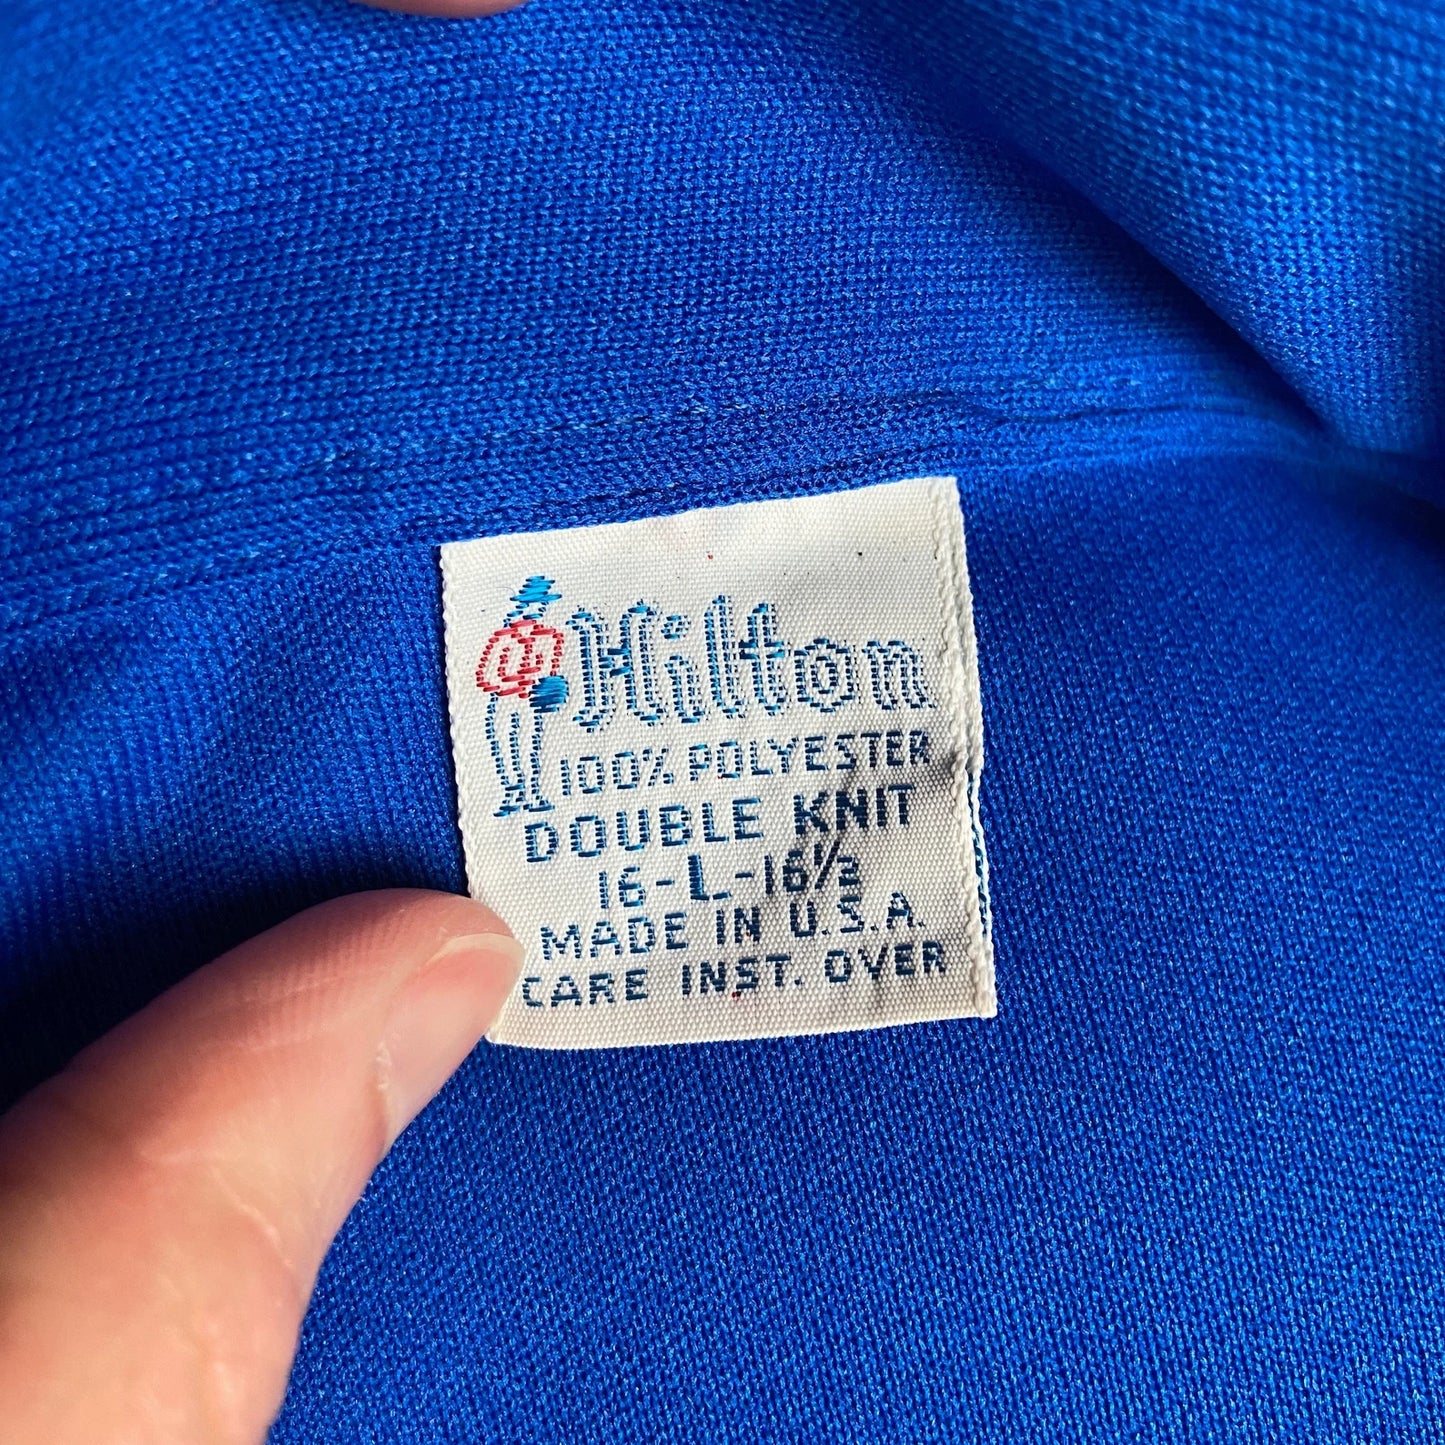 Hilton
100% POLYESTER
DOUBLE KNIT
16-L-16½
MADE IN U.S.A.
CARE INST. OVER